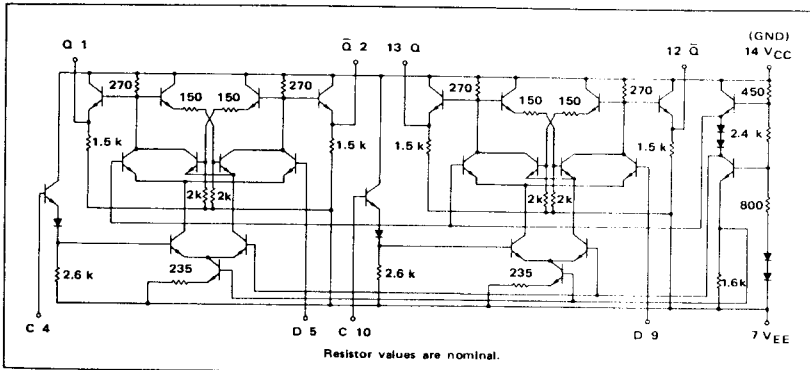 (GND)
Q 1 Q̄ 2 13 Q 12 Q̄ 14 VCC
270 270 270 270 450
150 150 150 150
1.5 k 1.5 k 1.5 k 1.5 k 2.4 k
2k 2k 2k 2k 800
235 235
2.6 k 2.6 k 1.6k
C 4 D 5 C 10 D 9 7 VEE
Resistor values are nominal.